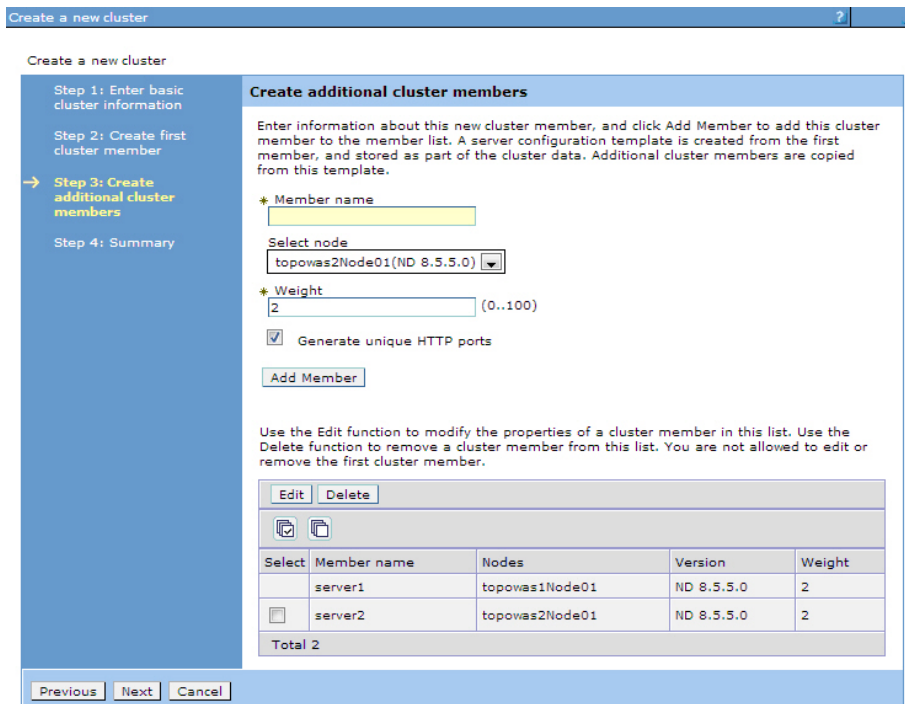 Create a new cluster ?
Create a new cluster
Step 1: Enter basic
cluster information
Step 2: Create first
cluster member
Step 3: Create
additional cluster
members
Step 4: Summary
Create additional cluster members
Enter information about this new cluster member, and click Add Member to add this cluster
member to the member list. A server configuration template is created from the first
member, and stored as part of the cluster data. Additional cluster members are copied
from this template.
* Member name
Select node
topowas2Node01(ND 8.5.5.0)
* Weight
2 (0..100)
Generate unique HTTP ports
Add Member
Use the Edit function to modify the properties of a cluster member in this list. Use the
Delete function to remove a cluster member from this list. You are not allowed to edit or
remove the first cluster member.
Edit Delete
Select Member name Nodes Version Weight
server1 topowas1Node01 ND 8.5.5.0 2
server2 topowas2Node01 ND 8.5.5.0 2
Total 2
Previous Next Cancel